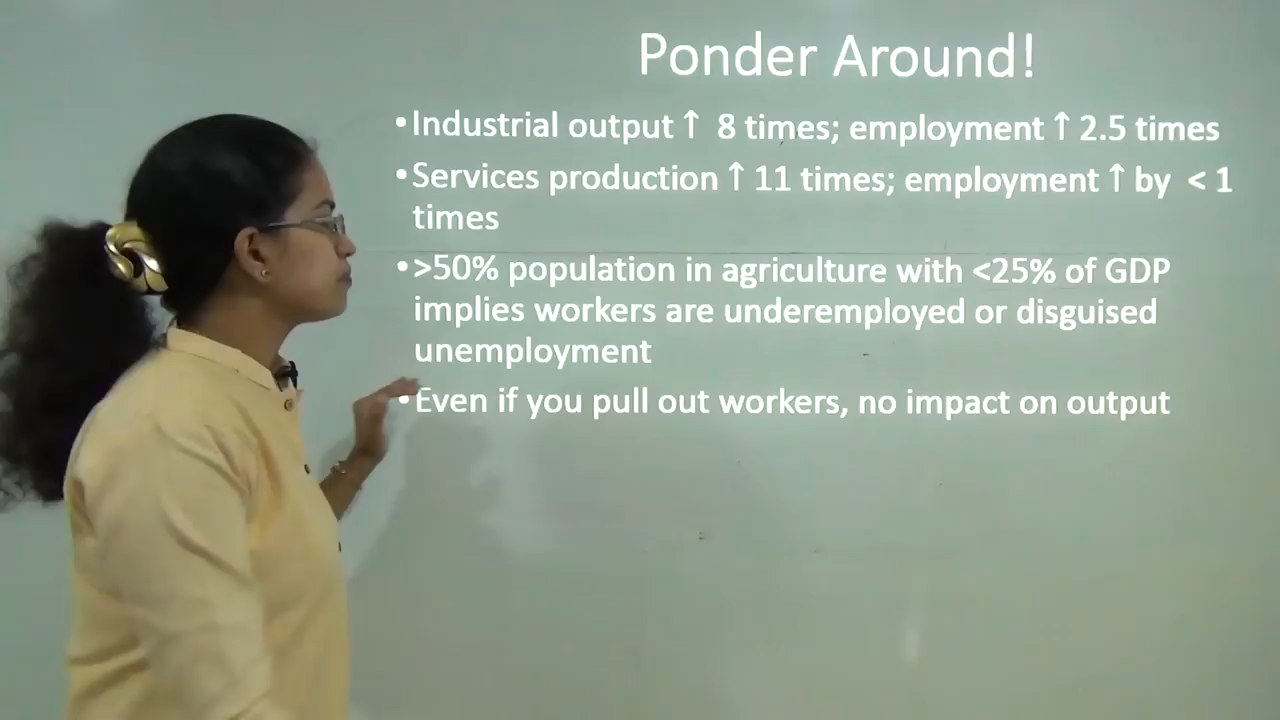 Ponder Around!
•Industrial output ↑ 8 times; employment ↑ 2.5 times
•Services production ↑ 11 times; employment ↑ by < 1
times
•>50% population in agriculture with <25% of GDP
implies workers are underemployed or disguised
unemployment
•Even if you pull out workers, no impact on output